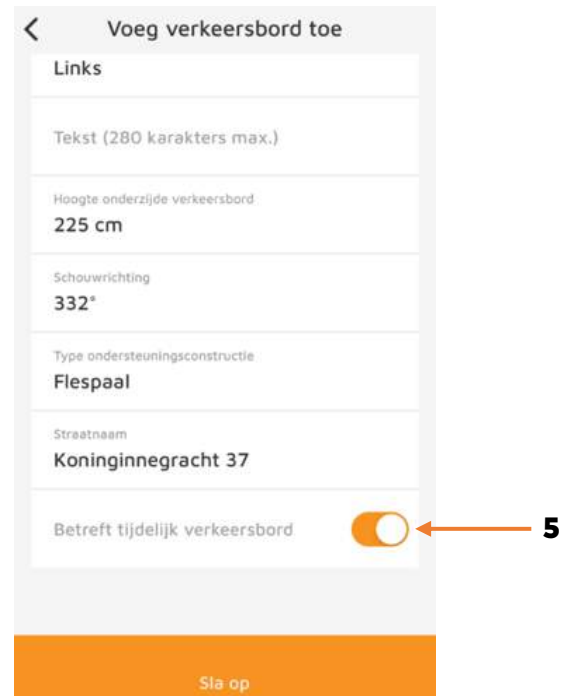 Voeg verkeersbord toe
Links
Tekst (280 karakters max.)
Hoogte onderzijde verkeersbord
225 cm
Schouwrichting
332°
Type ondersteuningsconstructie
Flespaal
Straatnaam
Koninginnegracht 37
Betreft tijdelijk verkeersbord
5
Sla op